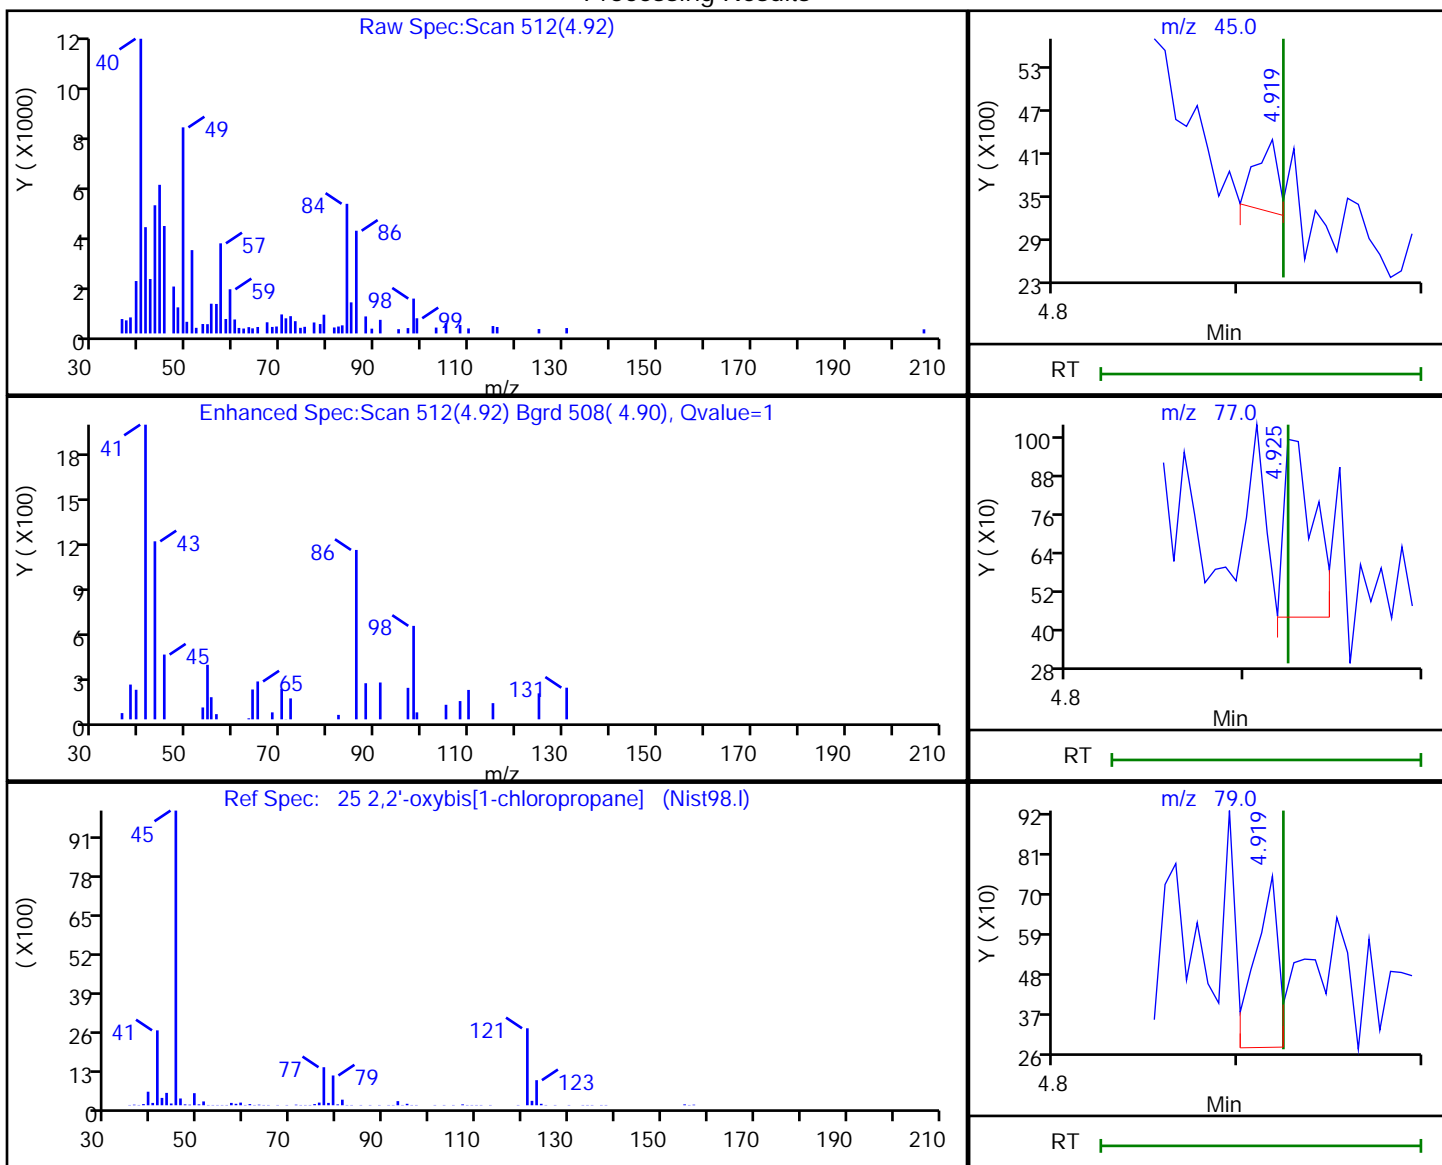 Processing Results
Raw Spec:Scan 512(4.92)
Y ( X1000)
12
10
8
6
4
2
0
40
49
84
86
57
59
98
99
30 50 70 90 110 130 150 170 190 210
m/z
m/z 45.0
Y ( X100)
53
47
41
35
29
23
4.919
4.8
Min
RT
Enhanced Spec:Scan 512(4.92) Bgrd 508( 4.90), Qvalue=1
Y ( X100)
18
15
12
9
6
3
0
41
43
86
98
45
65
131
30 50 70 90 110 130 150 170 190 210
m/z
m/z 77.0
Y ( X10)
100
88
76
64
52
40
28
4.925
4.8
Min
RT
Ref Spec: 25 2,2'-oxybis[1-chloropropane] (Nist98.l)
( X100)
91
78
65
52
39
26
13
0
45
41
121
77
79
123
30 50 70 90 110 130 150 170 190 210
m/z 79.0
Y ( X10)
92
81
70
59
48
37
26
4.919
4.8
Min
RT